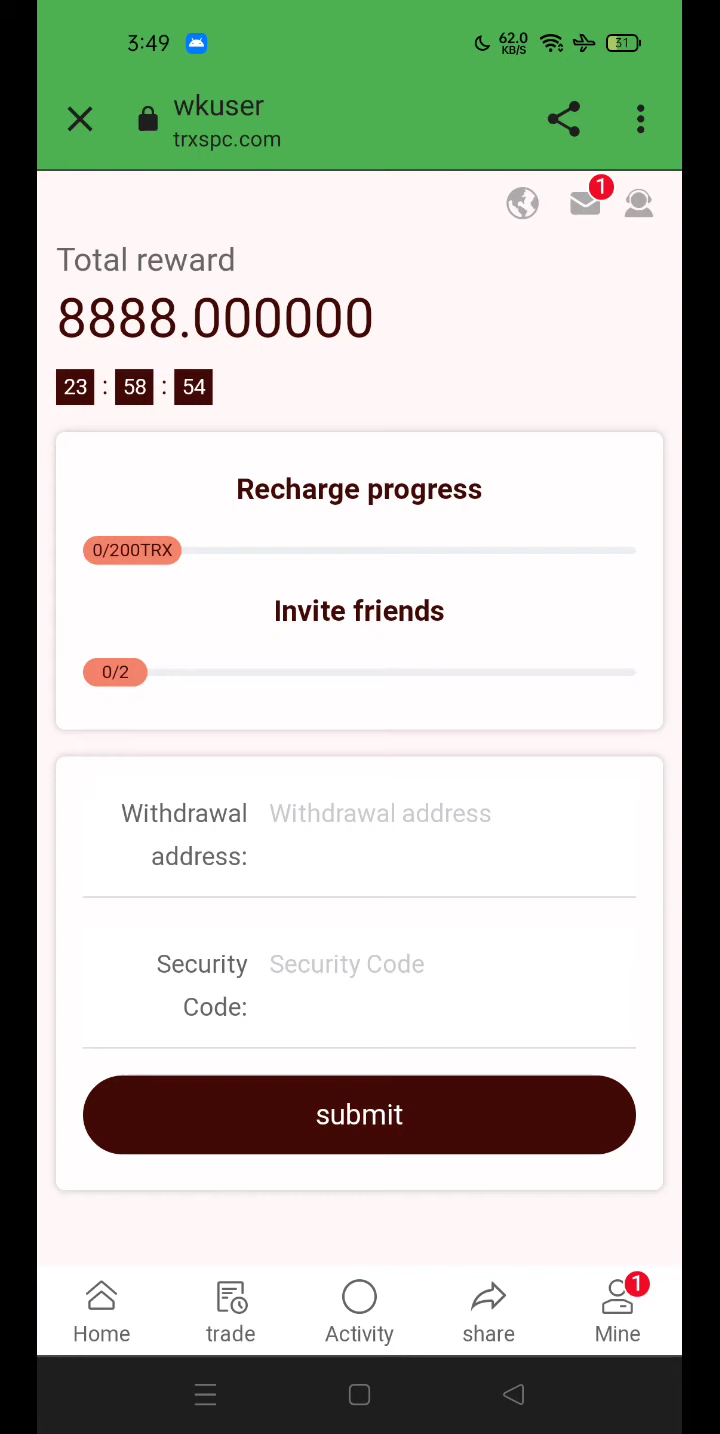 3:49
62.0
KB/S
31
wkuser
trxspc.com
1
Total reward
8888.000000
23 : 58 : 54
Recharge progress
0/200TRX
Invite friends
0/2
Withdrawal address: Withdrawal address
Security Code: Security Code
submit
1
Home trade Activity share Mine